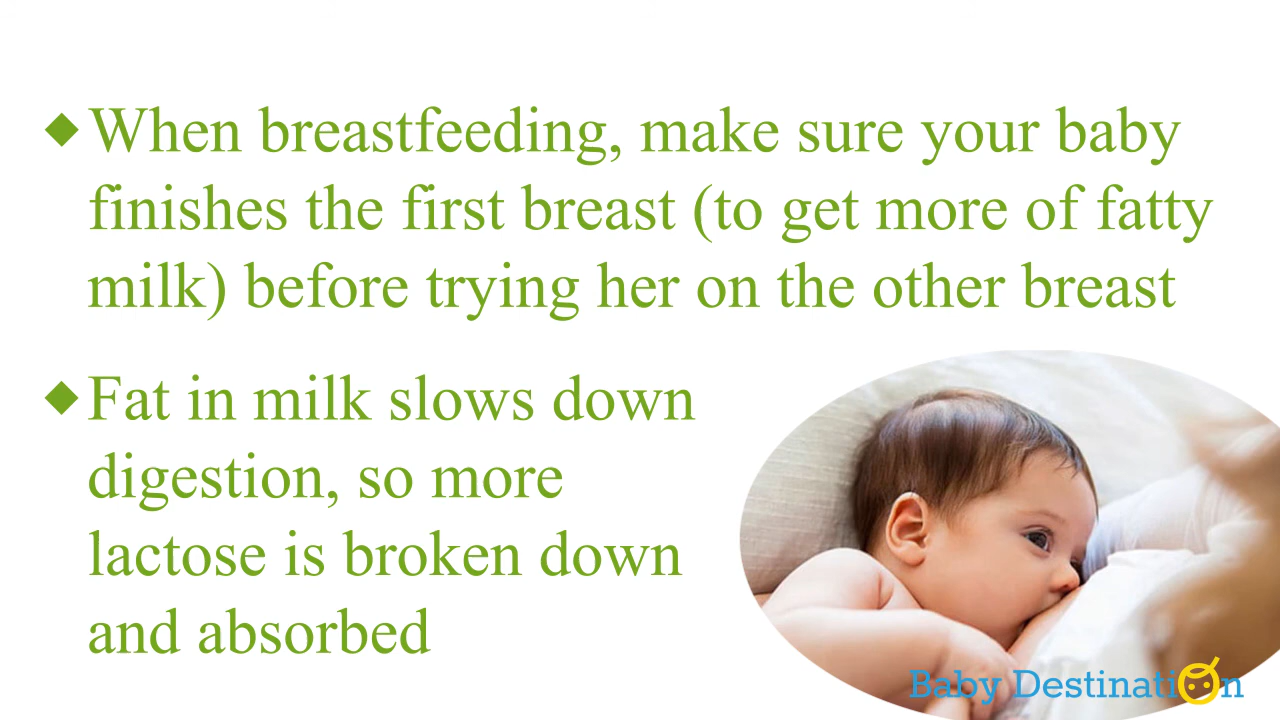 When breastfeeding, make sure your baby
finishes the first breast (to get more of fatty
milk) before trying her on the other breast
Fat in milk slows down
digestion, so more
lactose is broken down
and absorbed
Baby Destination